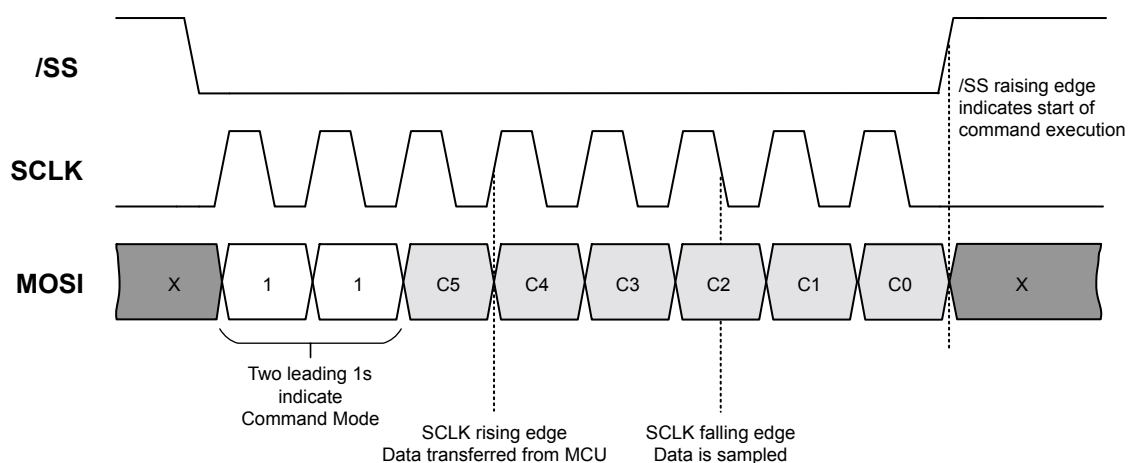 /SS
/SS raising edge
indicates start of
command execution
SCLK
MOSI
X 1 1 C5 C4 C3 C2 C1 C0 X
Two leading 1s
indicate
Command Mode
SCLK rising edge
Data transferred from MCU
SCLK falling edge
Data is sampled